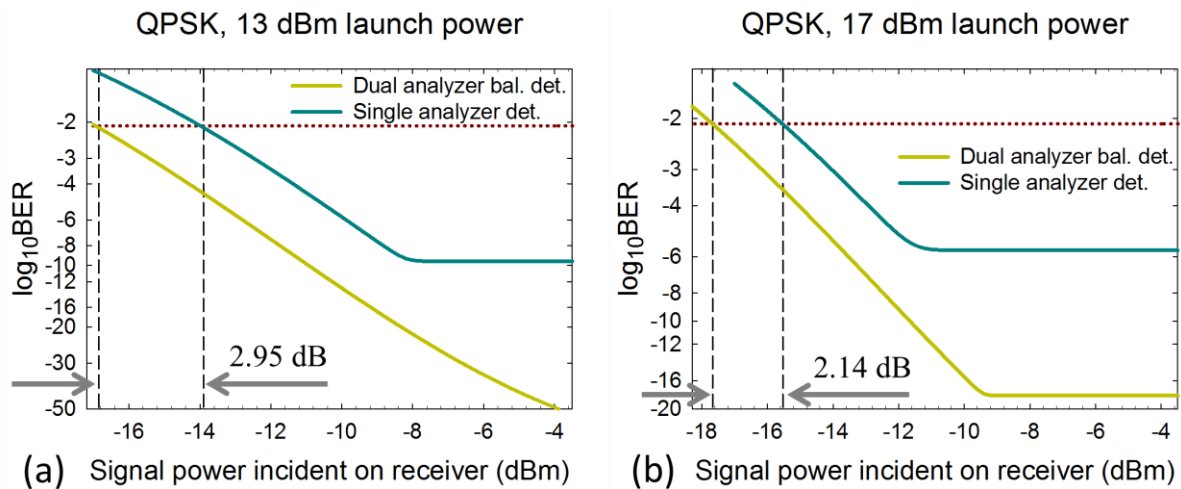 QPSK, 13 dBm launch power
Dual analyzer bal. det.
Single analyzer det.
-2
-3
-4
-6
-8
-10
-12
-16
-20
-30
-50
log10BER
2.95 dB
-16 -14 -12 -10 -8 -6 -4
(a) Signal power incident on receiver (dBm)
QPSK, 17 dBm launch power
Dual analyzer bal. det.
Single analyzer det.
-2
-3
-4
-6
-8
-10
-12
-16
-20
log10BER
2.14 dB
-18 -16 -14 -12 -10 -8 -6 -4
(b) Signal power incident on receiver (dBm)